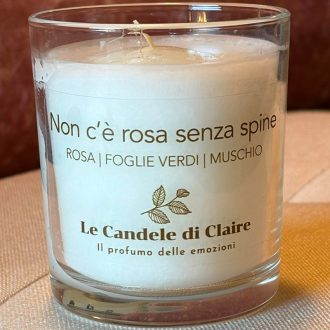 Non c'è rosa senza spine
ROSA | FOGLIE VERDI | MUSCHIO
Le Candele di Claire
Il profumo delle emozioni